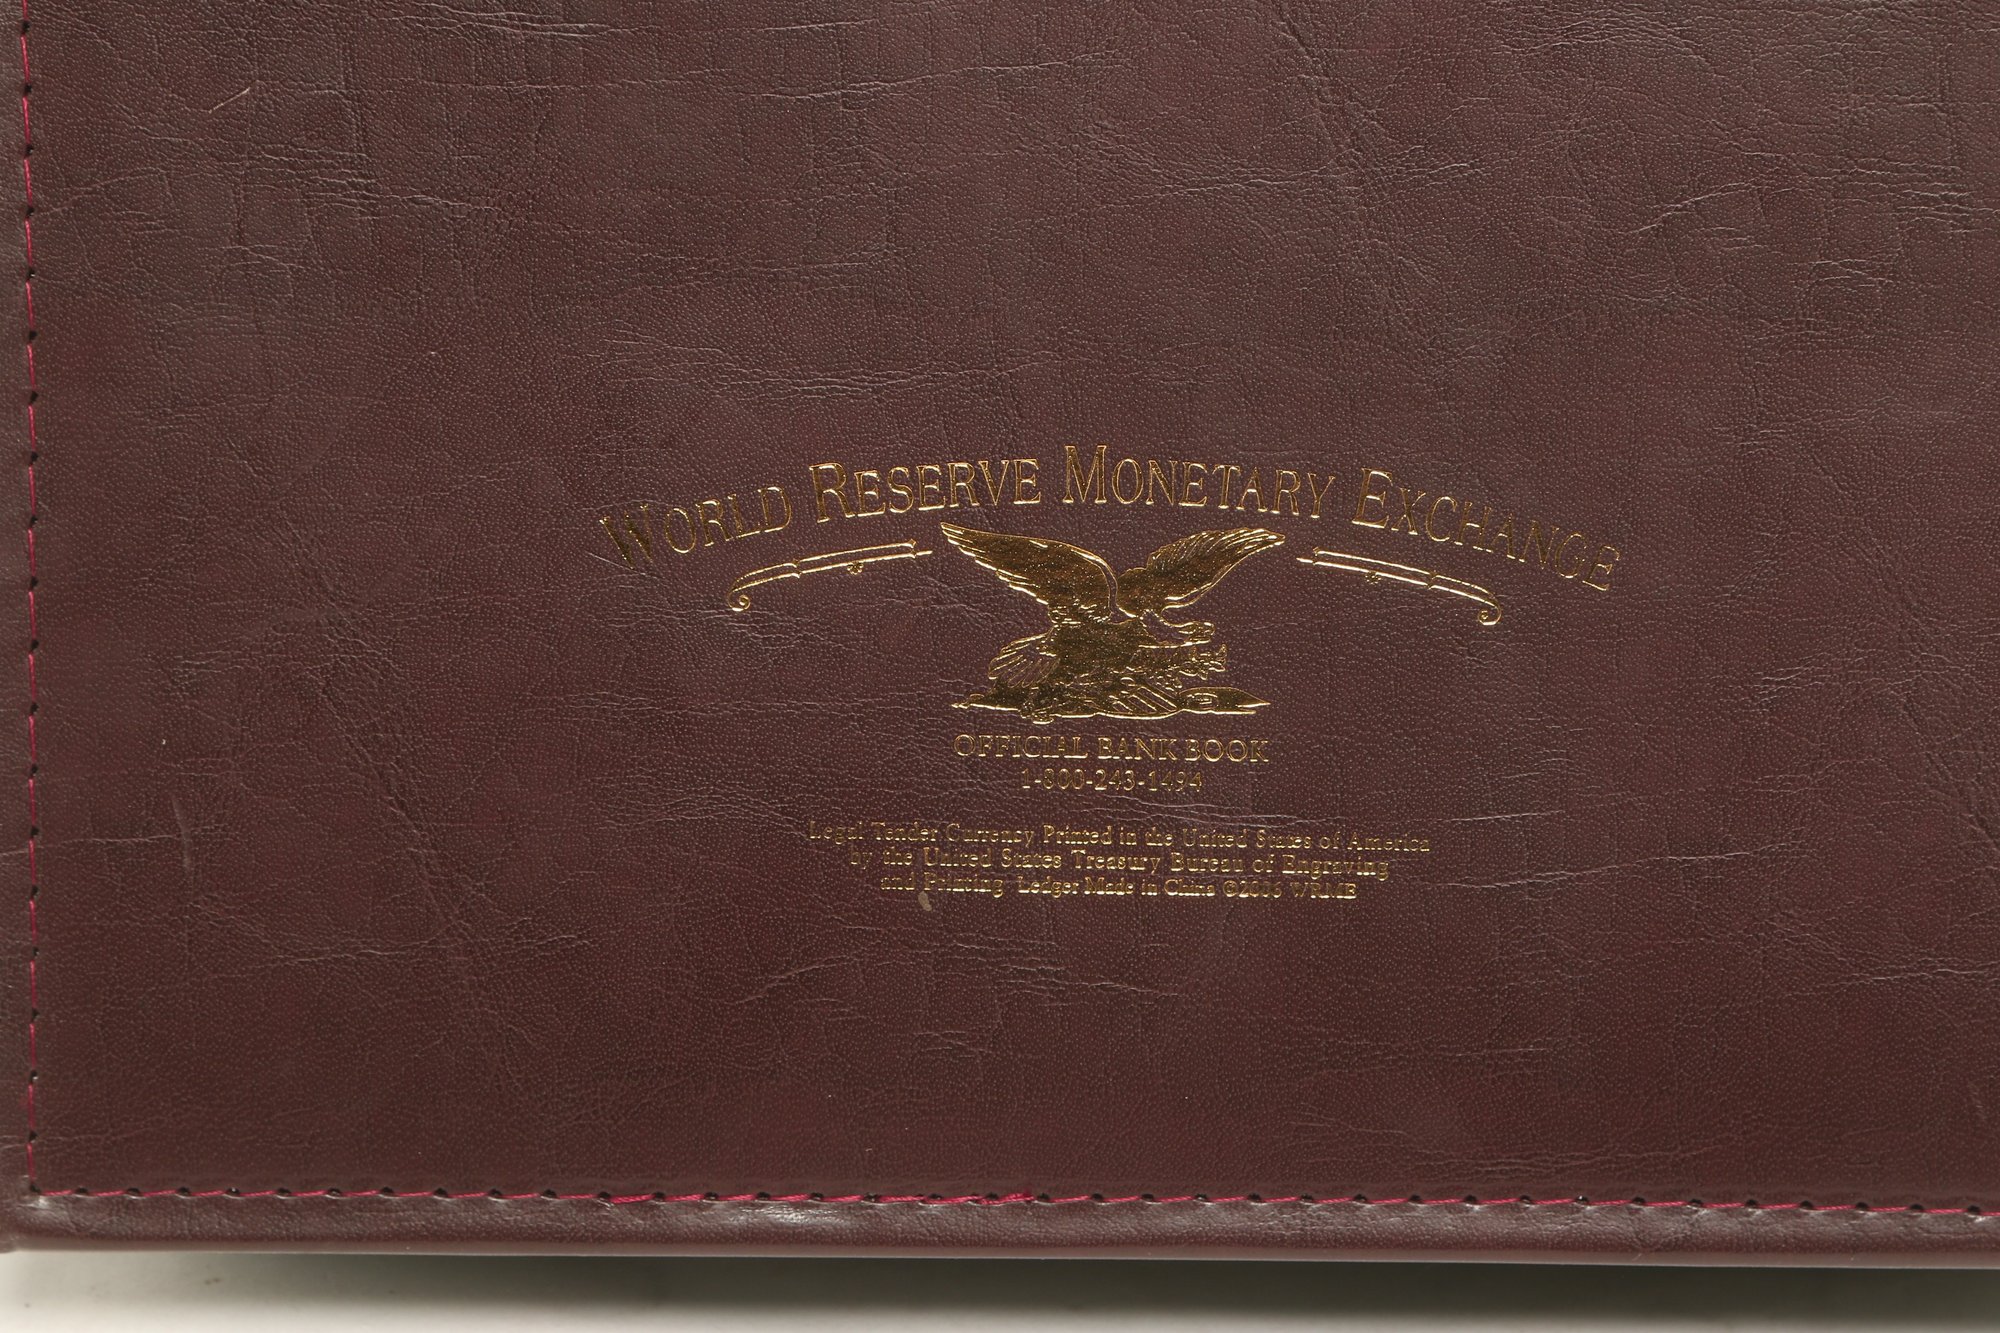 WORLD RESERVE MONETARY EXCHANGE
OFFICIAL BANK BOOK
1-800-243-1494
Legal Tender Currency Printed in the United States of America
by the United States Treasury Bureau of Engraving
and Printing Ledger Made in China ©2006 WRME